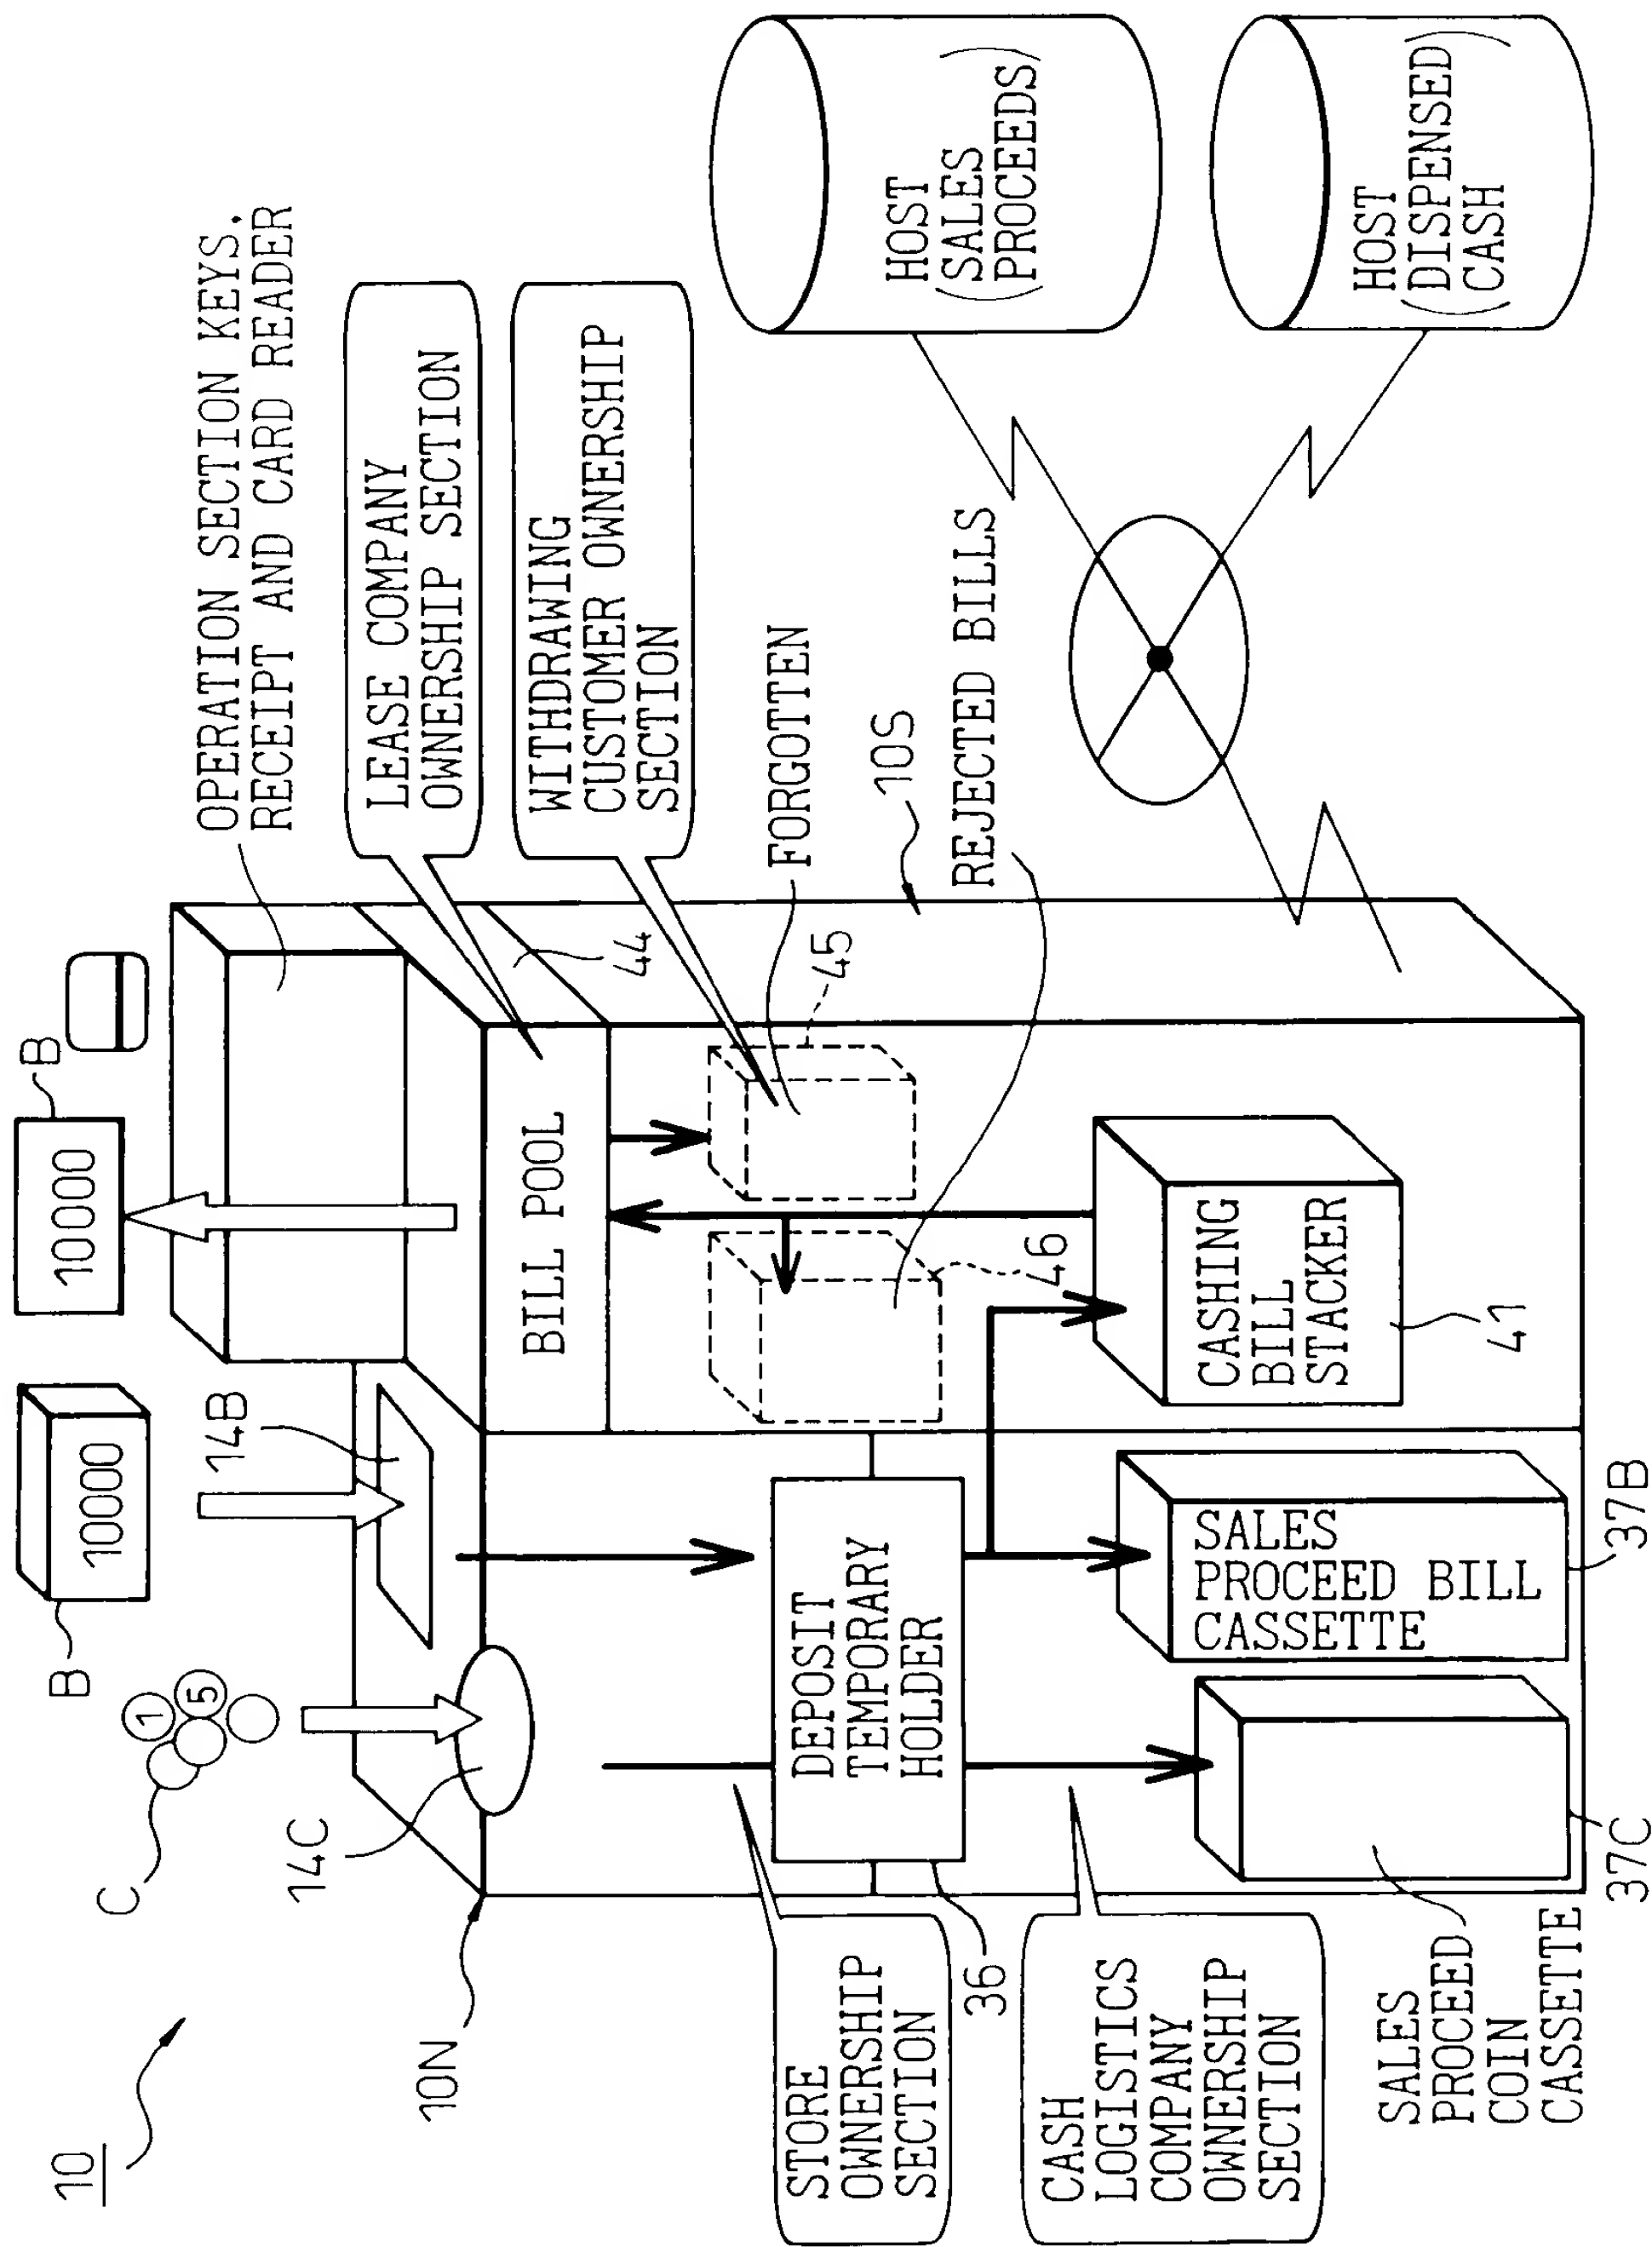 10
C
1
5
B
10000
10000
B
OPERATION SECTION KEYS.
RECEIPT AND CARD READER
14C
14B
LEASE COMPANY
OWNERSHIP SECTION
10N
BILL POOL
44
WITHDRAWING
CUSTOMER OWNERSHIP
SECTION
FORGOTTEN
45
10S
REJECTED BILLS
46
STORE
OWNERSHIP
SECTION
DEPOSIT
TEMPORARY
HOLDER
36
CASH
LOGISTICS
COMPANY
OWNERSHIP
SECTION
CASHING
BILL
STACKER
41
SALES
PROCEED BILL
CASSETTE
37B
SALES
PROCEED
COIN
CASSETTE
37C
HOST
(SALES
PROCEEDS)
HOST
(DISPENSED
CASH)